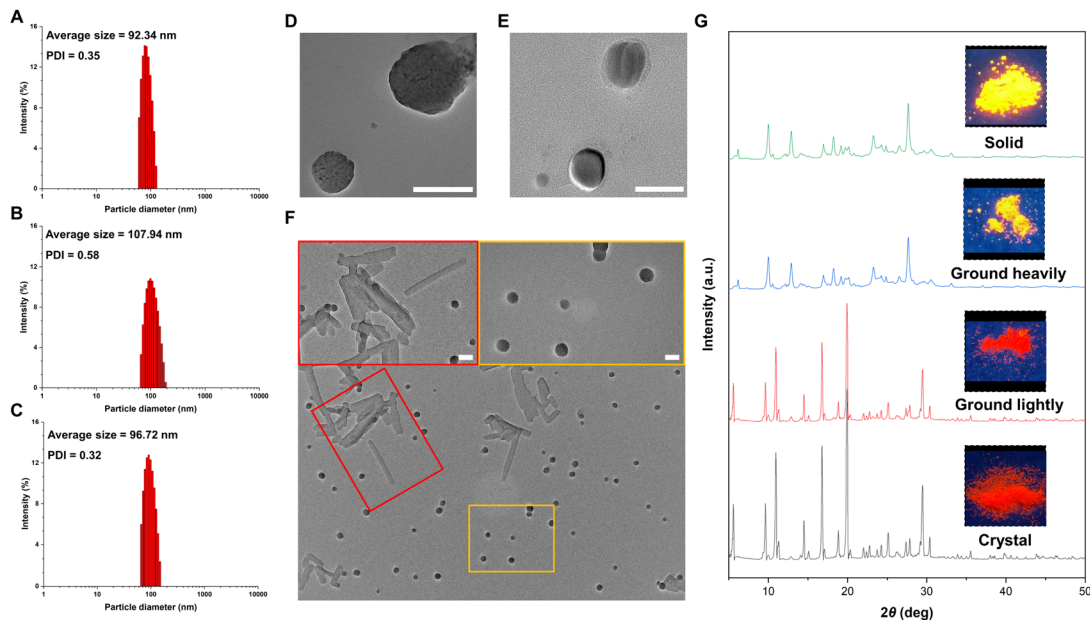 A
Average size = 92.34 nm
PDI = 0.35
Intensity (%)
16
12
8
4
0
1
10
100
1000
10000
Particle diameter (nm)
B
Average size = 107.94 nm
PDI = 0.58
Intensity (%)
16
12
8
4
0
1
10
100
1000
10000
Particle diameter (nm)
C
Average size = 96.72 nm
PDI = 0.32
Intensity (%)
16
12
8
4
0
1
10
100
1000
10000
Particle diameter (nm)
D
E
F
G
Intensity (a.u.)
Solid
Ground heavily
Ground lightly
Crystal
10
20
30
40
50
2θ (deg)